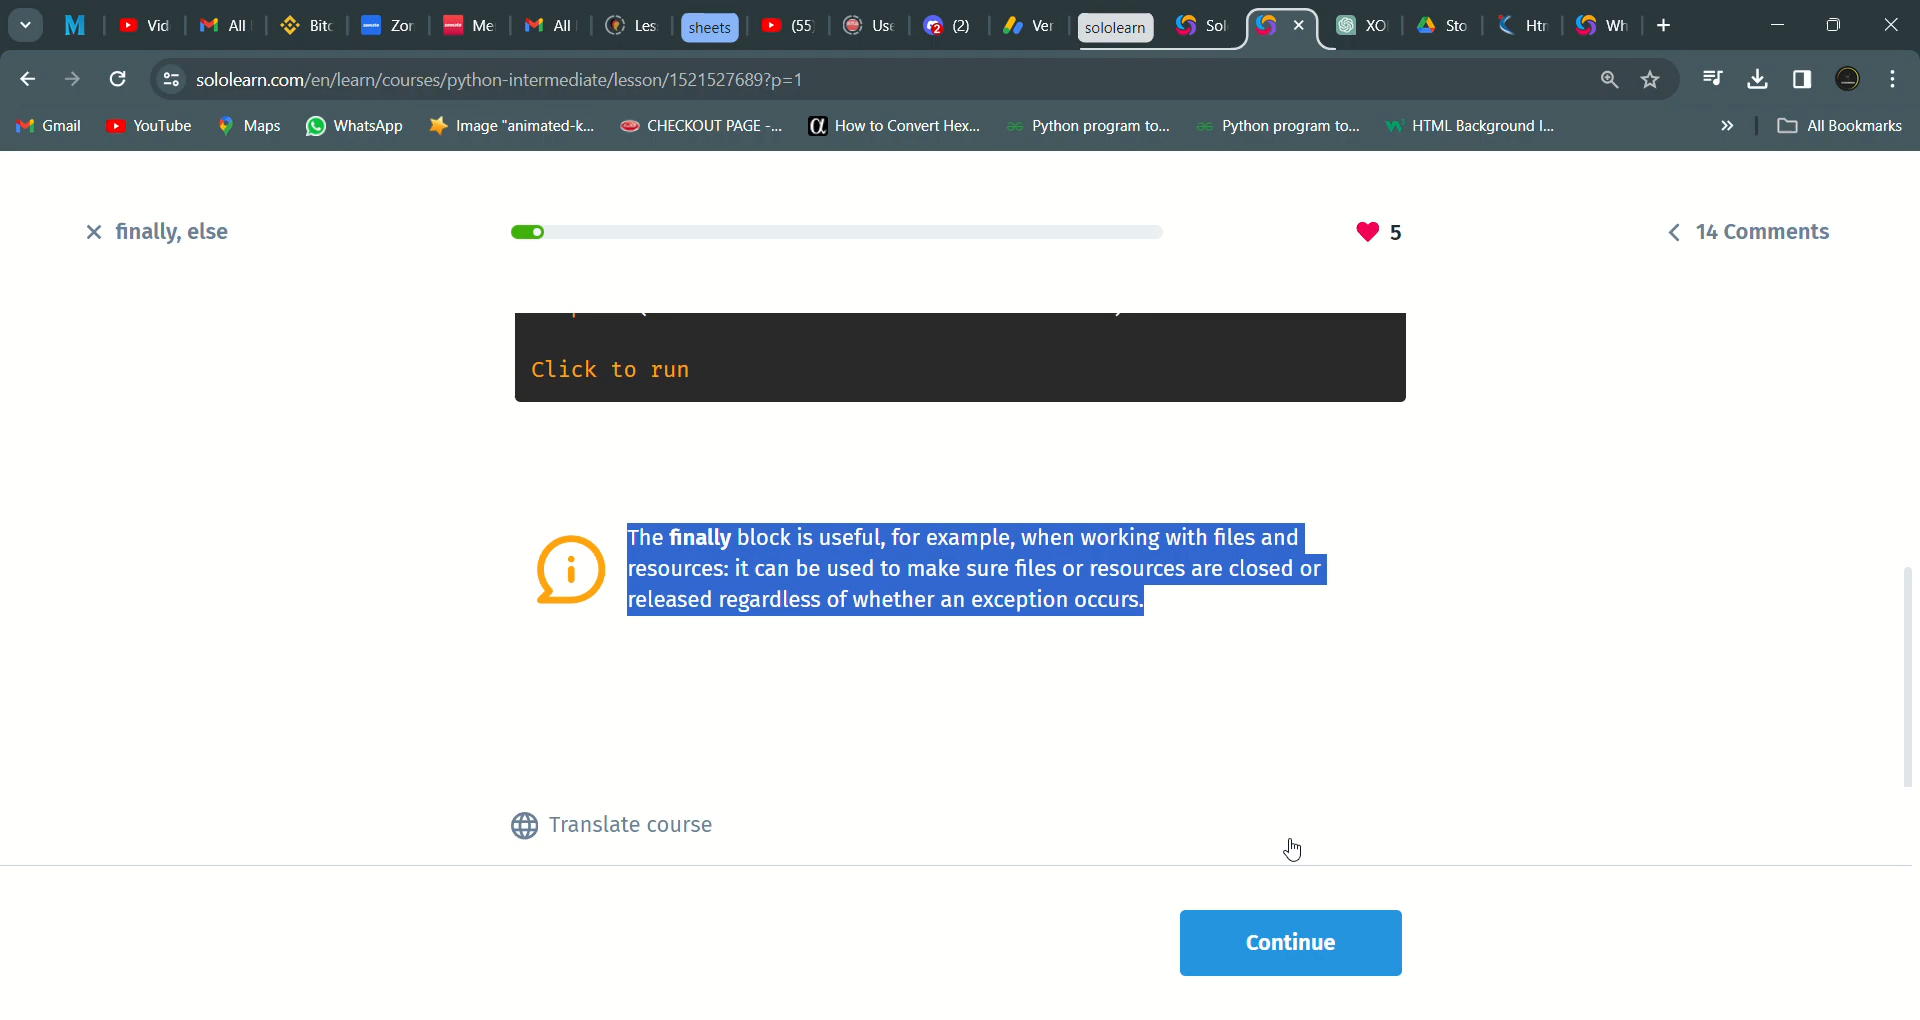 Vid
All
Bitc
Zor
Me
All
Les
sheets
(55)
Use
(2)
Ver
sololearn
Sol
XO
Sto
Htn
Wh
sololearn.com/en/learn/courses/python-intermediate/lesson/1521527689?p=1
Gmail
YouTube
Maps
WhatsApp
Image "animated-k...
CHECKOUT PAGE -...
How to Convert Hex...
Python program to...
Python program to...
HTML Background I...
All Bookmarks
finally, else
5
14 Comments
Click to run
The finally block is useful, for example, when working with files and
resources: it can be used to make sure files or resources are closed or
released regardless of whether an exception occurs.
Translate course
Continue